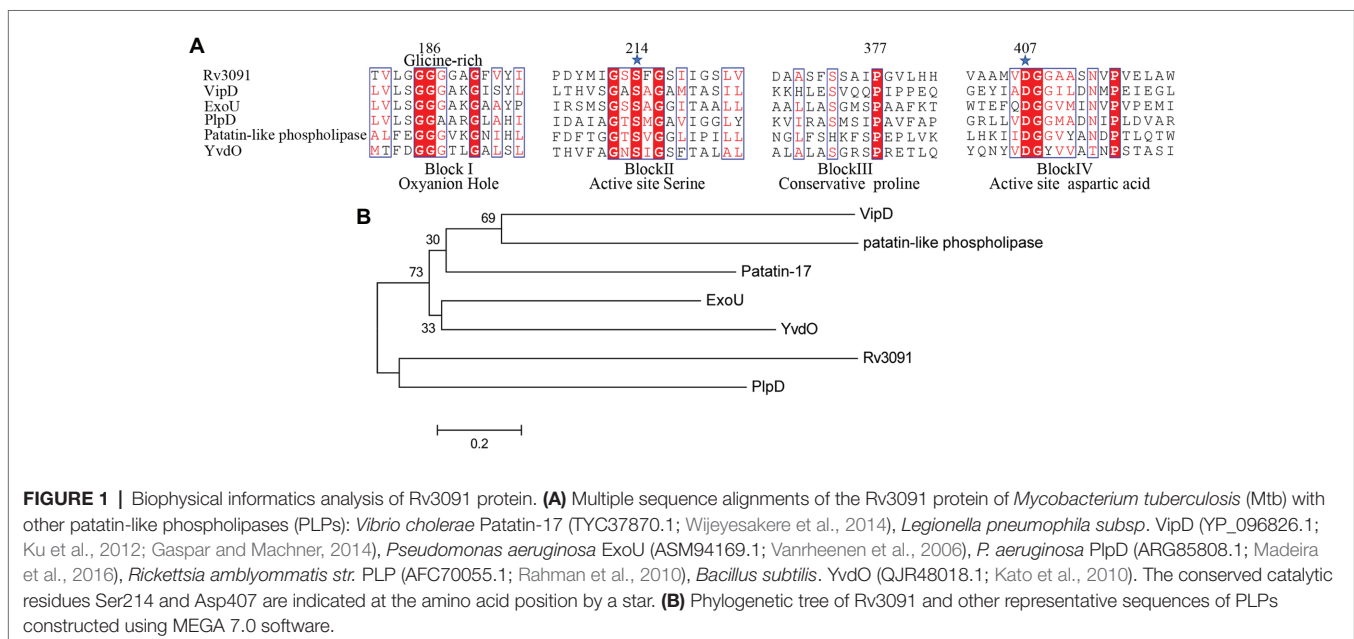 A
186 214 377 407
Glicine-rich
Rv3091 TVLGGGGGAGFVYI PDYMIGSSFGSIIGSLV DAASFSSAIPGVLHH VAAMVDGGAASNVPVELAW
VipD LVLSGGGAKGISYL LTHVSGASAGAMTASIL KKHLESVQQPIPPEQ GEYIADGGILDNMPEIEGL
ExoU LVLSGGGAKGAAYP IRSMSGSSAGGITAALL AALLASGMSPAAFKT WTEFQDGGVMINVPVPEMI
PlpD LVLSGGGARGLAHI IDAIAGTSMGAVIGGLY KVIRASMSIPAVFAP GRLLVDGGMADNIPLDVAR
Patatin-like phospholipase ALFEGGGVKGNIHL FDFTGGTSVGGLIPILL NGLFSHKFSPEPLVK LHKIIDGGVYANDPTLQTW
YvdO MTFDGGGTLGALSL THVFAGNSIGSFTALAL ALALASGRSPRETLQ YQNYVDGYVVATNPSTASI
Block I BlockII BlockIII BlockIV
Oxyanion Hole Active site Serine Conservative proline Active site aspartic acid
B
VipD
69
patatin-like phospholipase
30
Patatin-17
73
ExoU
33
YvdO
Rv3091
PlpD
0.2
FIGURE 1 | Biophysical informatics analysis of Rv3091 protein. (A) Multiple sequence alignments of the Rv3091 protein of Mycobacterium tuberculosis (Mtb) with
other patatin-like phospholipases (PLPs): Vibrio cholerae Patatin-17 (TYC37870.1; Wijeyesakere et al., 2014), Legionella pneumophila subsp. VipD (YP_096826.1;
Ku et al., 2012; Gaspar and Machner, 2014), Pseudomonas aeruginosa ExoU (ASM94169.1; Vanrheenen et al., 2006), P. aeruginosa PlpD (ARG85808.1; Madeira
et al., 2016), Rickettsia amblyommatis str. PLP (AFC70055.1; Rahman et al., 2010), Bacillus subtilis. YvdO (QJR48018.1; Kato et al., 2010). The conserved catalytic
residues Ser214 and Asp407 are indicated at the amino acid position by a star. (B) Phylogenetic tree of Rv3091 and other representative sequences of PLPs
constructed using MEGA 7.0 software.